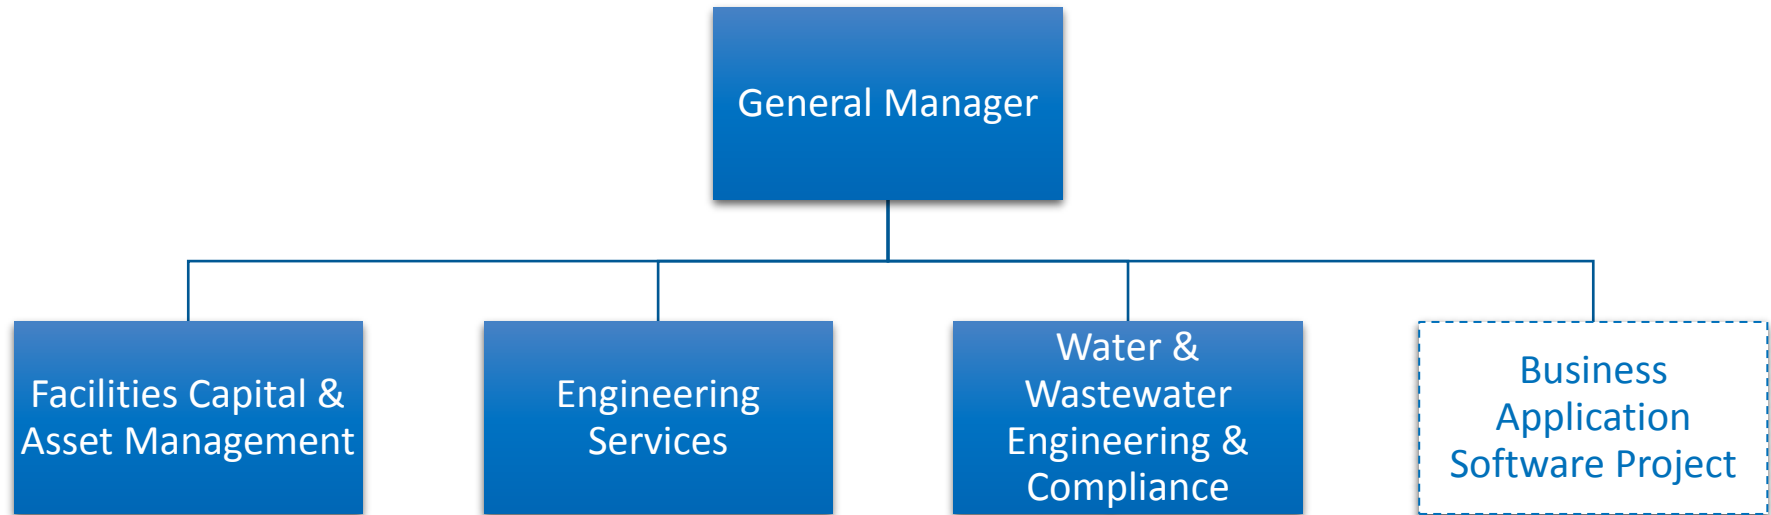 General Manager
Facilities Capital &
Asset Management
Engineering
Services
Water &
Wastewater
Engineering &
Compliance
Business
Application
Software Project